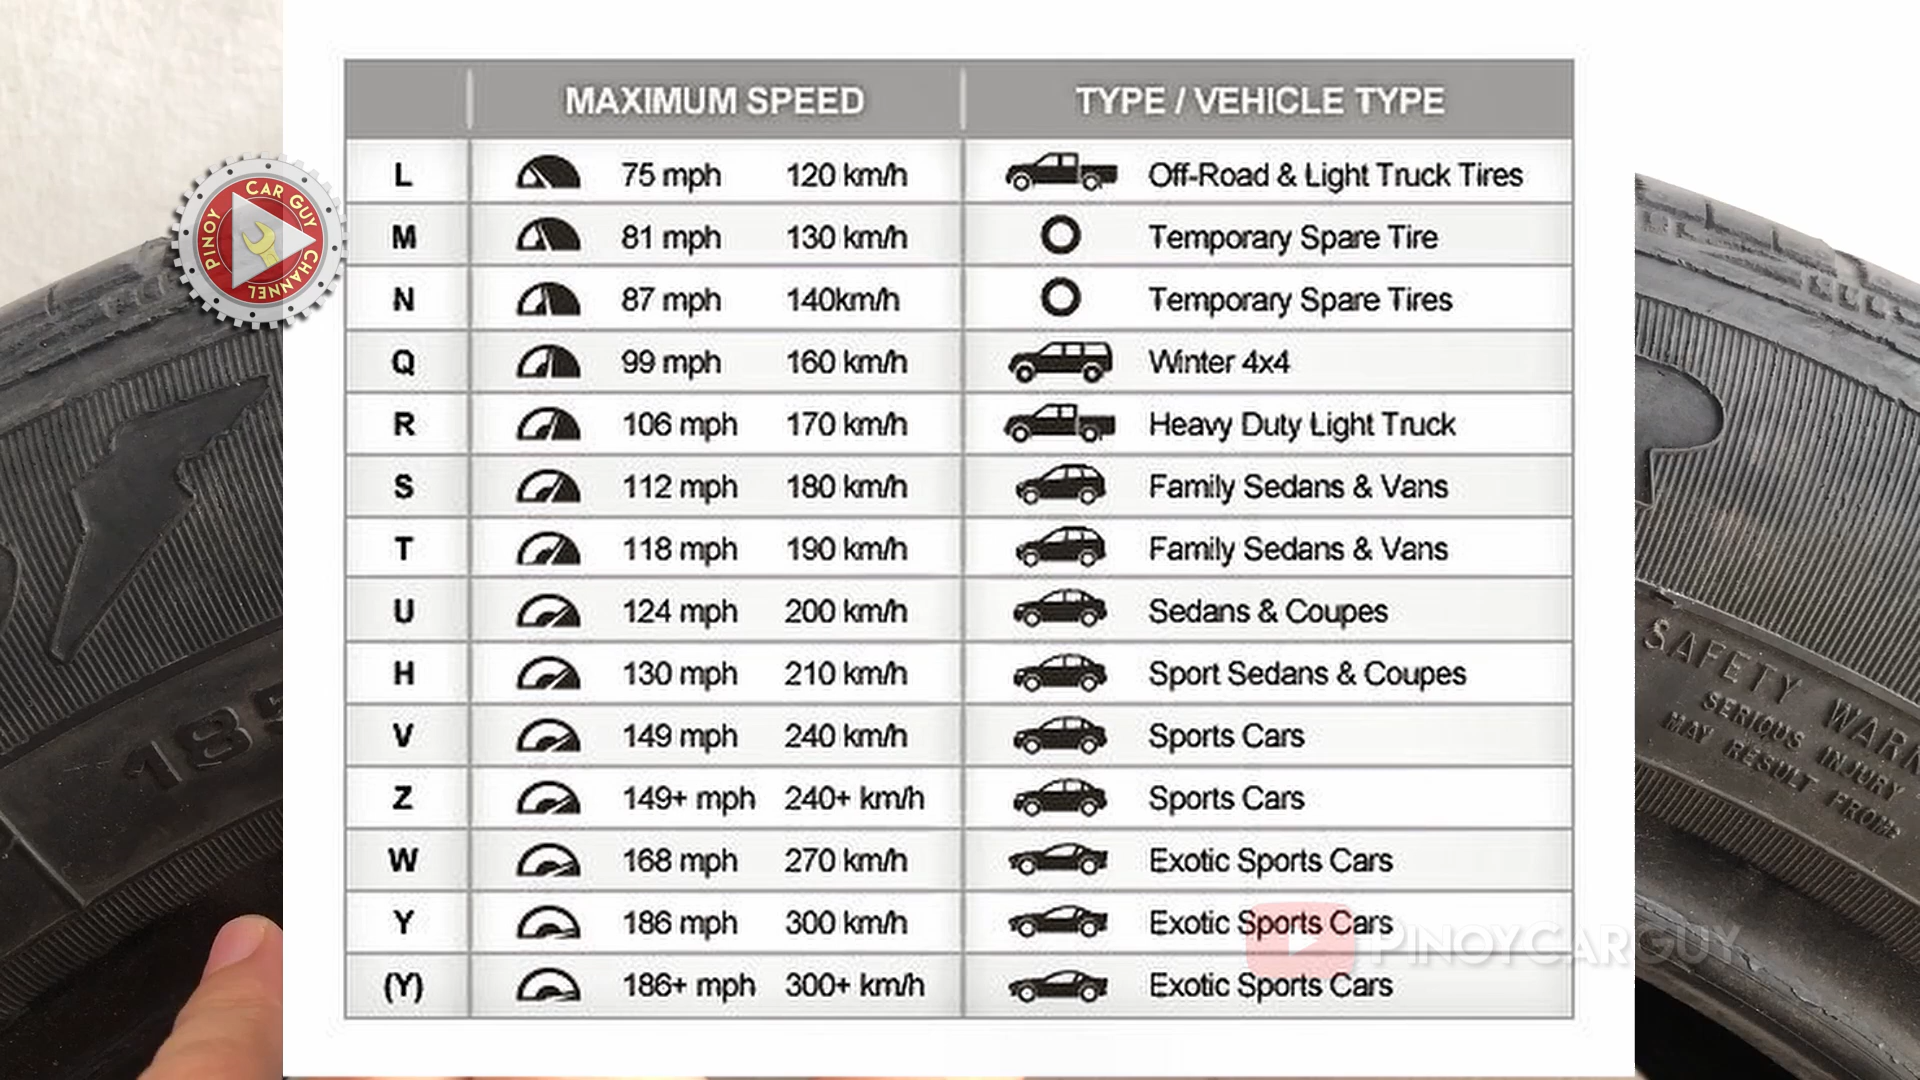 MAXIMUM SPEED TYPE / VEHICLE TYPE
L 75 mph 120 km/h Off-Road & Light Truck Tires
M 81 mph 130 km/h Temporary Spare Tire
N 87 mph 140km/h Temporary Spare Tires
Q 99 mph 160 km/h Winter 4x4
R 106 mph 170 km/h Heavy Duty Light Truck
S 112 mph 180 km/h Family Sedans & Vans
T 118 mph 190 km/h Family Sedans & Vans
U 124 mph 200 km/h Sedans & Coupes
H 130 mph 210 km/h Sport Sedans & Coupes
V 149 mph 240 km/h Sports Cars
Z 149+ mph 240+ km/h Sports Cars
W 168 mph 270 km/h Exotic Sports Cars
Y 186 mph 300 km/h Exotic Sports Cars
(Y) 186+ mph 300+ km/h Exotic Sports Cars
PINOY CAR GUY CHANNEL
185
SAFETY WARN
SERIOUS INJURY
MAY RESULT FROM:
PINOYCARGUY